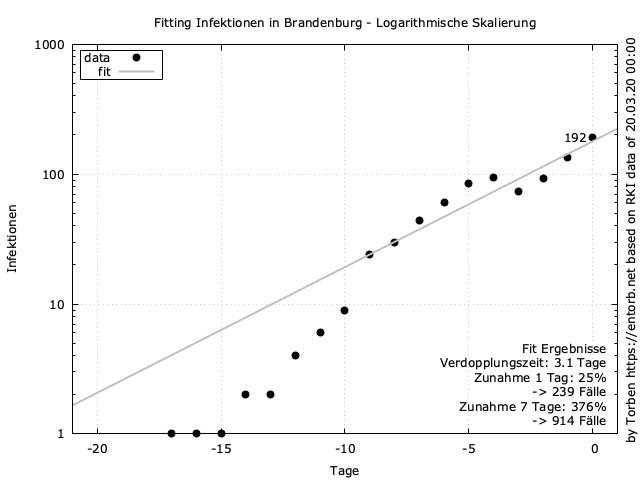 Fitting Infektionen in Brandenburg - Logarithmische Skalierung
1000
100
10
1
Infektionen
data
fit
192
Fit Ergebnisse
Verdopplungszeit: 3.1 Tage
Zunahme 1 Tag: 25%
-> 239 Fälle
Zunahme 7 Tage: 376%
-> 914 Fälle
-20
-15
-10
-5
0
Tage
by Torben https://entorb.net based on RKI data of 20.03.20 00:00